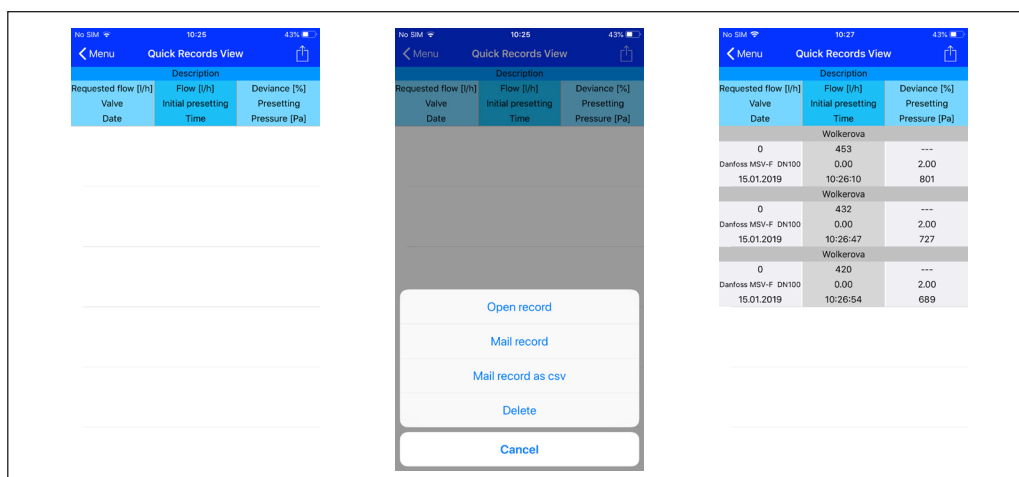 No SIM 10:25 43%
Menu Quick Records View
Description
Requested flow [l/h] Flow [l/h] Deviance [%]
Valve Initial presetting Presetting
Date Time Pressure [Pa]
No SIM 10:25 43%
Menu Quick Records View
Description
Requested flow [l/h] Flow [l/h] Deviance [%]
Valve Initial presetting Presetting
Date Time Pressure [Pa]
Open record
Mail record
Mail record as csv
Delete
Cancel
No SIM 10:27 43%
Menu Quick Records View
Description
Requested flow [l/h] Flow [l/h] Deviance [%]
Valve Initial presetting Presetting
Date Time Pressure [Pa]
Wolkerova
0 453 ---
Danfoss MSV-F DN100 0.00 2.00
15.01.2019 10:26:10 801
Wolkerova
0 432 ---
Danfoss MSV-F DN100 0.00 2.00
15.01.2019 10:26:47 727
Wolkerova
0 420 ---
Danfoss MSV-F DN100 0.00 2.00
15.01.2019 10:26:54 689